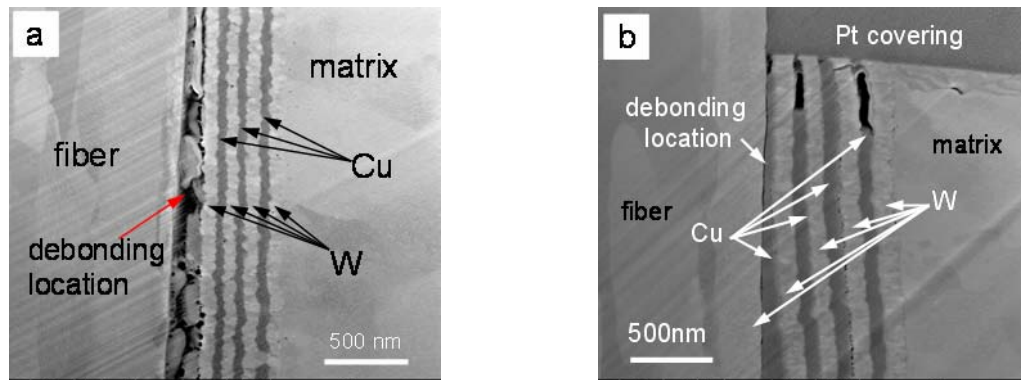 a
matrix
fiber
Cu
debonding
location
W
500 nm
b
Pt covering
debonding
location
matrix
fiber
Cu
W
500nm